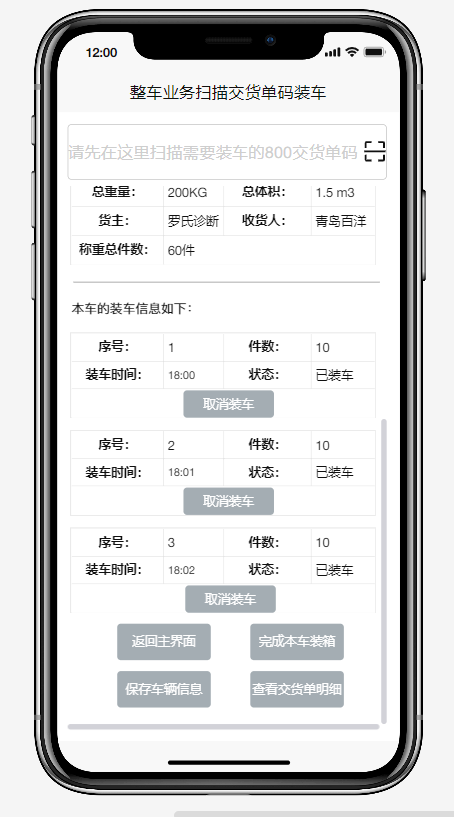 12:00
整车业务扫描交货单码装车
请先在这里扫描需要装车的800交货单码
总重量： 200KG 总体积： 1.5 m3
货主： 罗氏诊断 收货人： 青岛百洋
称重总件数： 60件
本车的装车信息如下：
序号： 1 件数： 10
装车时间： 18:00 状态： 已装车
取消装车
序号： 2 件数： 10
装车时间： 18:01 状态： 已装车
取消装车
序号： 3 件数： 10
装车时间： 18:02 状态： 已装车
取消装车
返回主界面 完成本车装箱
保存车辆信息 查看交货单明细